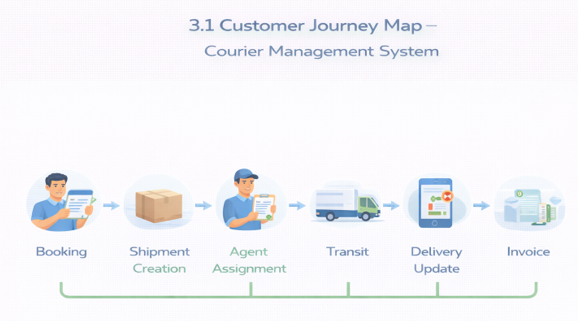 3.1 Customer Journey Map –
Courier Management System
Booking
Shipment
Creation
Agent
Assignment
Transit
Delivery
Update
Invoice